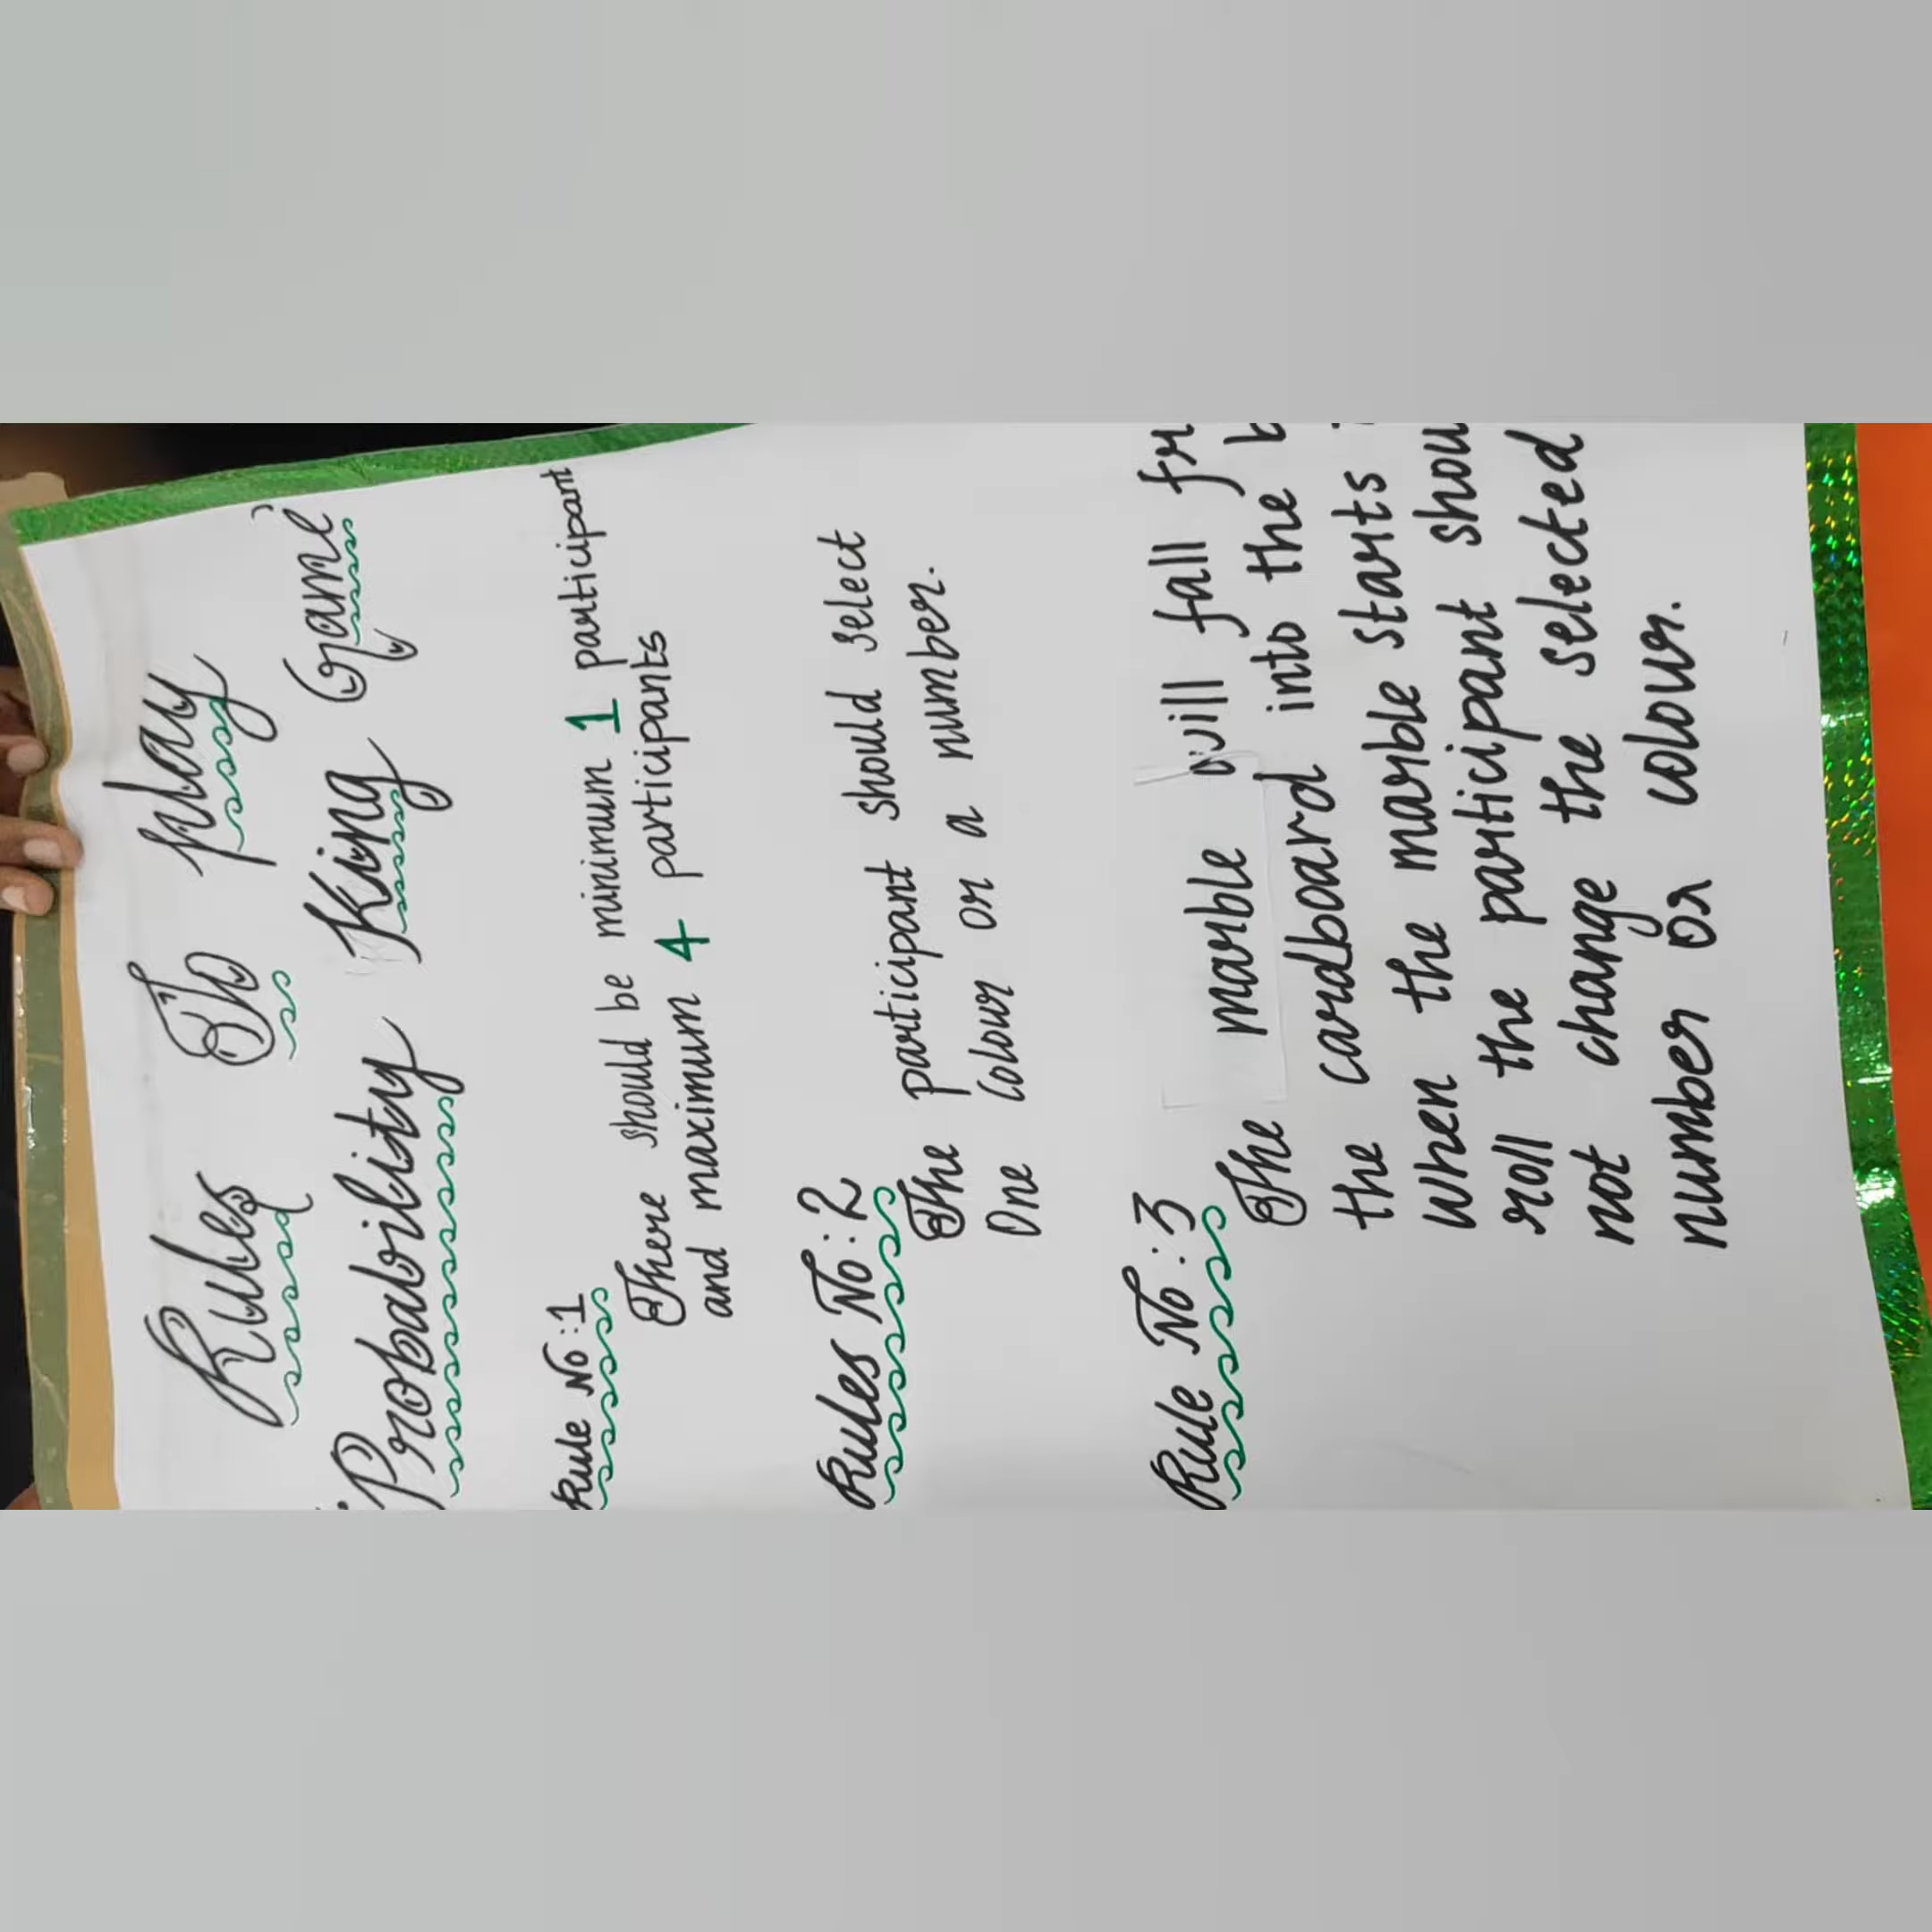 Rules To play
"Probability King Game"
Rule No:1
There should be minimum 1 participant
and maximum 4 participants
Rules No:2
The participant should select
One colour or a number.
Rule No:3
The marble will fall
the cardboard into the
When the marble starts
roll the participant
not change the selected
number or colour.